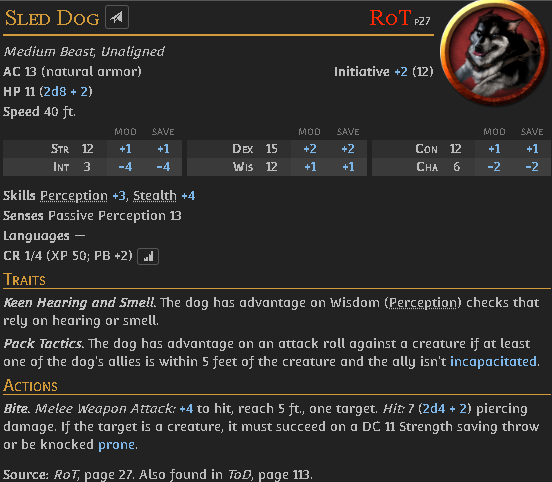 Sled Dog RoT P27
Medium Beast, Unaligned
AC 13 (natural armor) Initiative +2 (12)
HP 11 (2d8 + 2)
Speed 40 ft.
MOD SAVE MOD SAVE MOD SAVE
Str 12 +1 +1 Dex 15 +2 +2 Con 12 +1 +1
Int 3 −4 −4 Wis 12 +1 +1 Cha 6 −2 −2
Skills Perception +3, Stealth +4
Senses Passive Perception 13
Languages —
CR 1/4 (XP 50; PB +2)
Traits
Keen Hearing and Smell. The dog has advantage on Wisdom (Perception) checks that
rely on hearing or smell.
Pack Tactics. The dog has advantage on an attack roll against a creature if at least
one of the dog's allies is within 5 feet of the creature and the ally isn't incapacitated.
Actions
Bite. Melee Weapon Attack: +4 to hit, reach 5 ft., one target. Hit: 7 (2d4 + 2) piercing
damage. If the target is a creature, it must succeed on a DC 11 Strength saving throw
or be knocked prone.
Source: RoT, page 27. Also found in ToD, page 113.